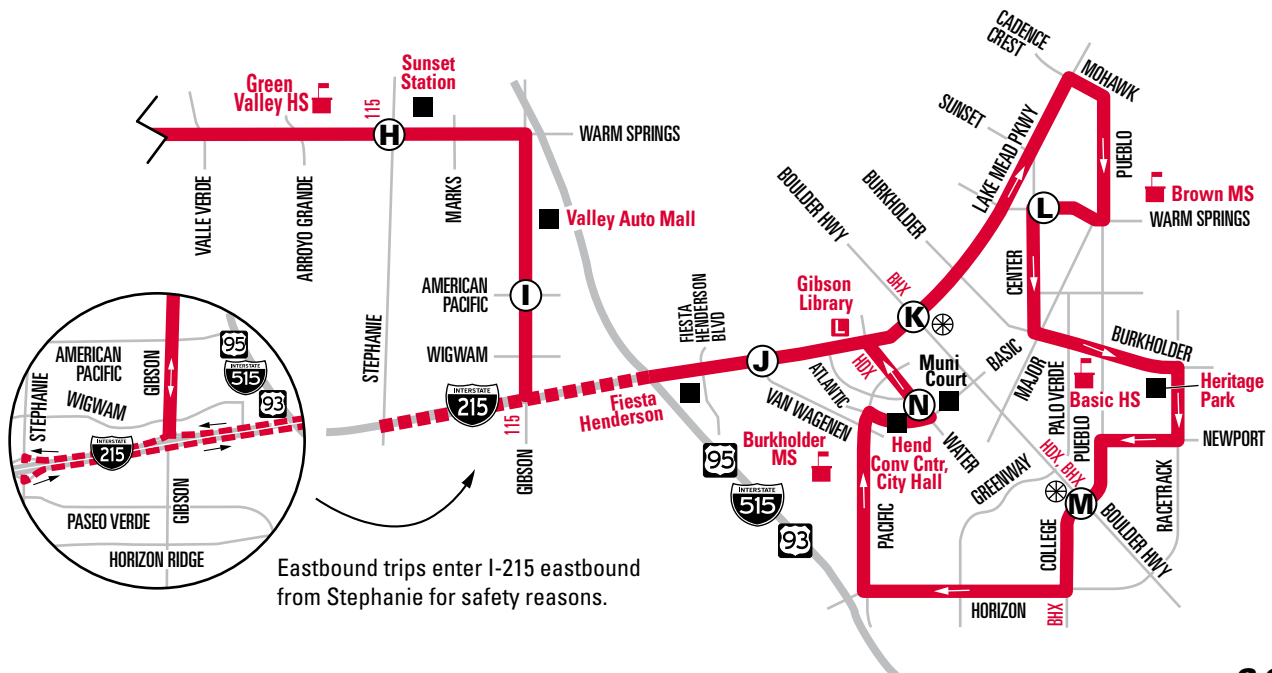 Green
Valley HS
115
Sunset
Station
H
WARM SPRINGS
VALLE VERDE
ARROYO GRANDE
STEPHANIE
MARKS
Valley Auto Mall
AMERICAN
PACIFIC
I
WIGWAM
INTERSTATE
215
115
GIBSON
Fiesta
Henderson
FIESTA
HENDERSON
BLVD
J
95
INTERSTATE
515
93
CADENCE
CREST
MOHAWK
SUNSET
LAKE MEAD PKWY
PUEBLO
Brown MS
L
WARM SPRINGS
BOULDER HWY
BURKHOLDER
CENTER
BHX
K
Gibson
Library
L
HDX
ATLANTIC
VAN WAGENEN
Muni
Court
BASIC
MAJOR
N
WATER
Hend
Conv Cntr,
City Hall
Burkholder
MS
PALO VERDE
PUEBLO
BURKHOLDER
Basic HS
Heritage
Park
NEWPORT
RACETRACK
HDX, BHX
GREENWAY
M
BOULDER HWY
COLLEGE
PACIFIC
HORIZON
BHX
AMERICAN
PACIFIC
GIBSON
95
INTERSTATE
515
93
STEPHANIE
WIGWAM
INTERSTATE
215
GIBSON
PASEO VERDE
HORIZON RIDGE
Eastbound trips enter I-215 eastbound
from Stephanie for safety reasons.